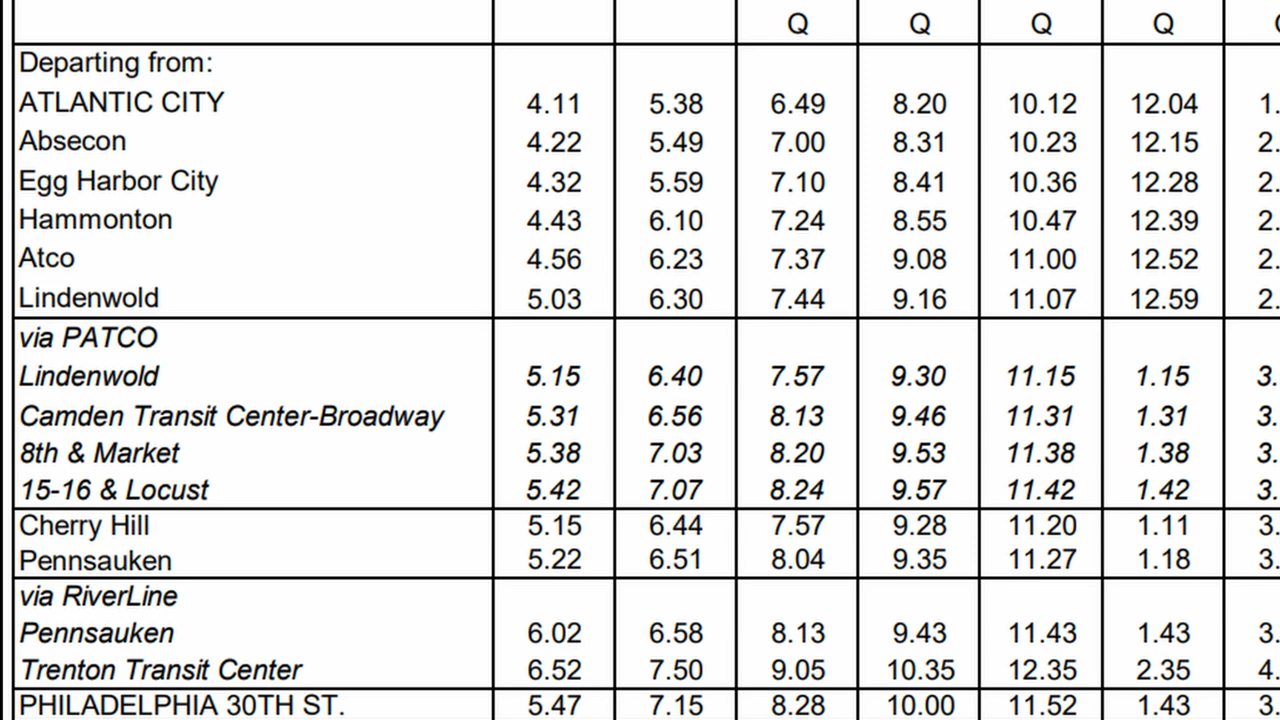 Q Q Q Q
Departing from:
ATLANTIC CITY 4.11 5.38 6.49 8.20 10.12 12.04 1.
Absecon 4.22 5.49 7.00 8.31 10.23 12.15 2.
Egg Harbor City 4.32 5.59 7.10 8.41 10.36 12.28 2.
Hammonton 4.43 6.10 7.24 8.55 10.47 12.39 2.
Atco 4.56 6.23 7.37 9.08 11.00 12.52 2.
Lindenwold 5.03 6.30 7.44 9.16 11.07 12.59 2.
via PATCO
Lindenwold 5.15 6.40 7.57 9.30 11.15 1.15 3.
Camden Transit Center-Broadway 5.31 6.56 8.13 9.46 11.31 1.31 3.
8th & Market 5.38 7.03 8.20 9.53 11.38 1.38 3.
15-16 & Locust 5.42 7.07 8.24 9.57 11.42 1.42 3.
Cherry Hill 5.15 6.44 7.57 9.28 11.20 1.11 3.
Pennsauken 5.22 6.51 8.04 9.35 11.27 1.18 3.
via RiverLine
Pennsauken 6.02 6.58 8.13 9.43 11.43 1.43 3.
Trenton Transit Center 6.52 7.50 9.05 10.35 12.35 2.35 4.
PHILADELPHIA 30TH ST. 5.47 7.15 8.28 10.00 11.52 1.43 3.